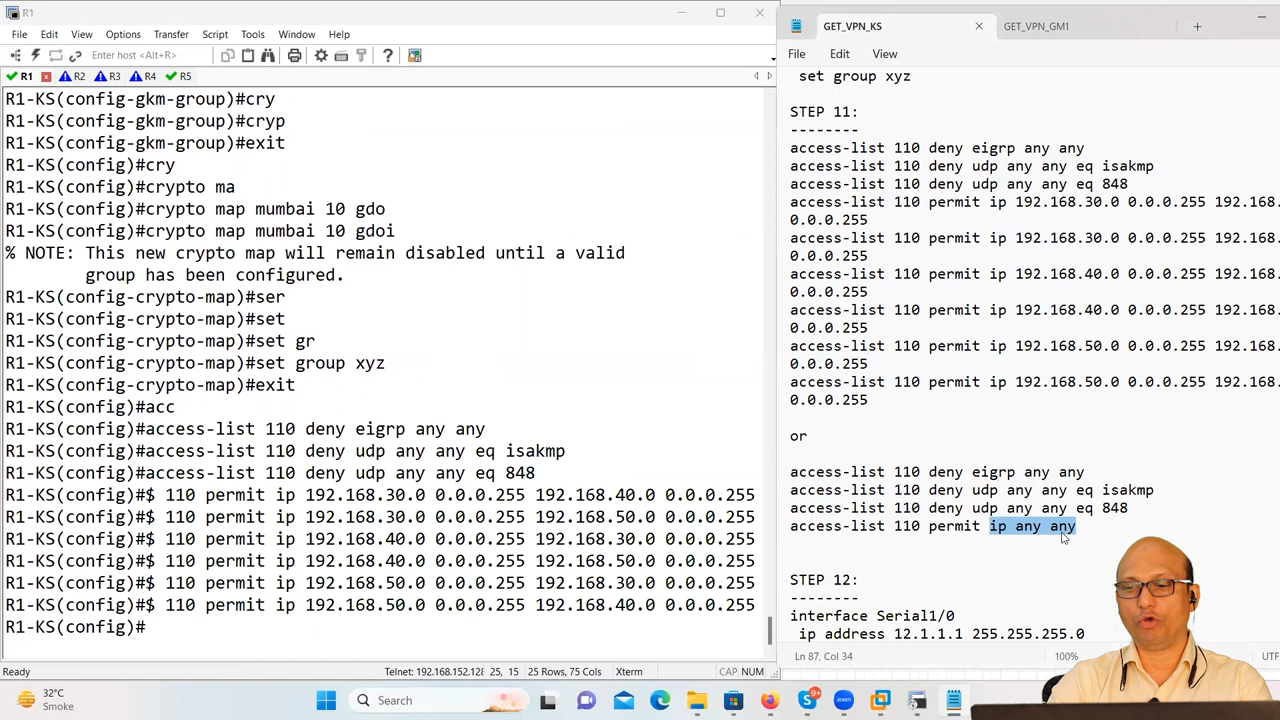 R1
File Edit View Options Transfer Script Tools Window Help
Enter host <Alt+R>
R1 R2 R3 R4 R5
R1-KS(config-gkm-group)#cry
R1-KS(config-gkm-group)#cryp
R1-KS(config-gkm-group)#exit
R1-KS(config)#cry
R1-KS(config)#crypto ma
R1-KS(config)#crypto map mumbai 10 gdo
R1-KS(config)#crypto map mumbai 10 gdoi
% NOTE: This new crypto map will remain disabled until a valid
group has been configured.
R1-KS(config-crypto-map)#ser
R1-KS(config-crypto-map)#set
R1-KS(config-crypto-map)#set gr
R1-KS(config-crypto-map)#set group xyz
R1-KS(config-crypto-map)#exit
R1-KS(config)#acc
R1-KS(config)#access-list 110 deny eigrp any any
R1-KS(config)#access-list 110 deny udp any any eq isakmp
R1-KS(config)#access-list 110 deny udp any any eq 848
R1-KS(config)#$ 110 permit ip 192.168.30.0 0.0.0.255 192.168.40.0 0.0.0.255
R1-KS(config)#$ 110 permit ip 192.168.30.0 0.0.0.255 192.168.50.0 0.0.0.255
R1-KS(config)#$ 110 permit ip 192.168.40.0 0.0.0.255 192.168.30.0 0.0.0.255
R1-KS(config)#$ 110 permit ip 192.168.40.0 0.0.0.255 192.168.50.0 0.0.0.255
R1-KS(config)#$ 110 permit ip 192.168.50.0 0.0.0.255 192.168.30.0 0.0.0.255
R1-KS(config)#$ 110 permit ip 192.168.50.0 0.0.0.255 192.168.40.0 0.0.0.255
R1-KS(config)#
Ready Telnet: 192.168.152.128 25, 15 25 Rows, 75 Cols Xterm CAP NUM
GET_VPN_KS GET_VPN_GM1
File Edit View
set group xyz
STEP 11:
--------
access-list 110 deny eigrp any any
access-list 110 deny udp any any eq isakmp
access-list 110 deny udp any any eq 848
access-list 110 permit ip 192.168.30.0 0.0.0.255 192.168.
0.0.0.255
access-list 110 permit ip 192.168.30.0 0.0.0.255 192.168.
0.0.0.255
access-list 110 permit ip 192.168.40.0 0.0.0.255 192.168.
0.0.0.255
access-list 110 permit ip 192.168.40.0 0.0.0.255 192.168.
0.0.0.255
access-list 110 permit ip 192.168.50.0 0.0.0.255 192.168.
0.0.0.255
access-list 110 permit ip 192.168.50.0 0.0.0.255 192.168.
0.0.0.255
or
access-list 110 deny eigrp any any
access-list 110 deny udp any any eq isakmp
access-list 110 deny udp any any eq 848
access-list 110 permit ip any any
STEP 12:
--------
interface Serial1/0
ip address 12.1.1.1 255.255.255.0
Ln 87, Col 34 100% UTF
32°C
Smoke
Search
9+
zoom